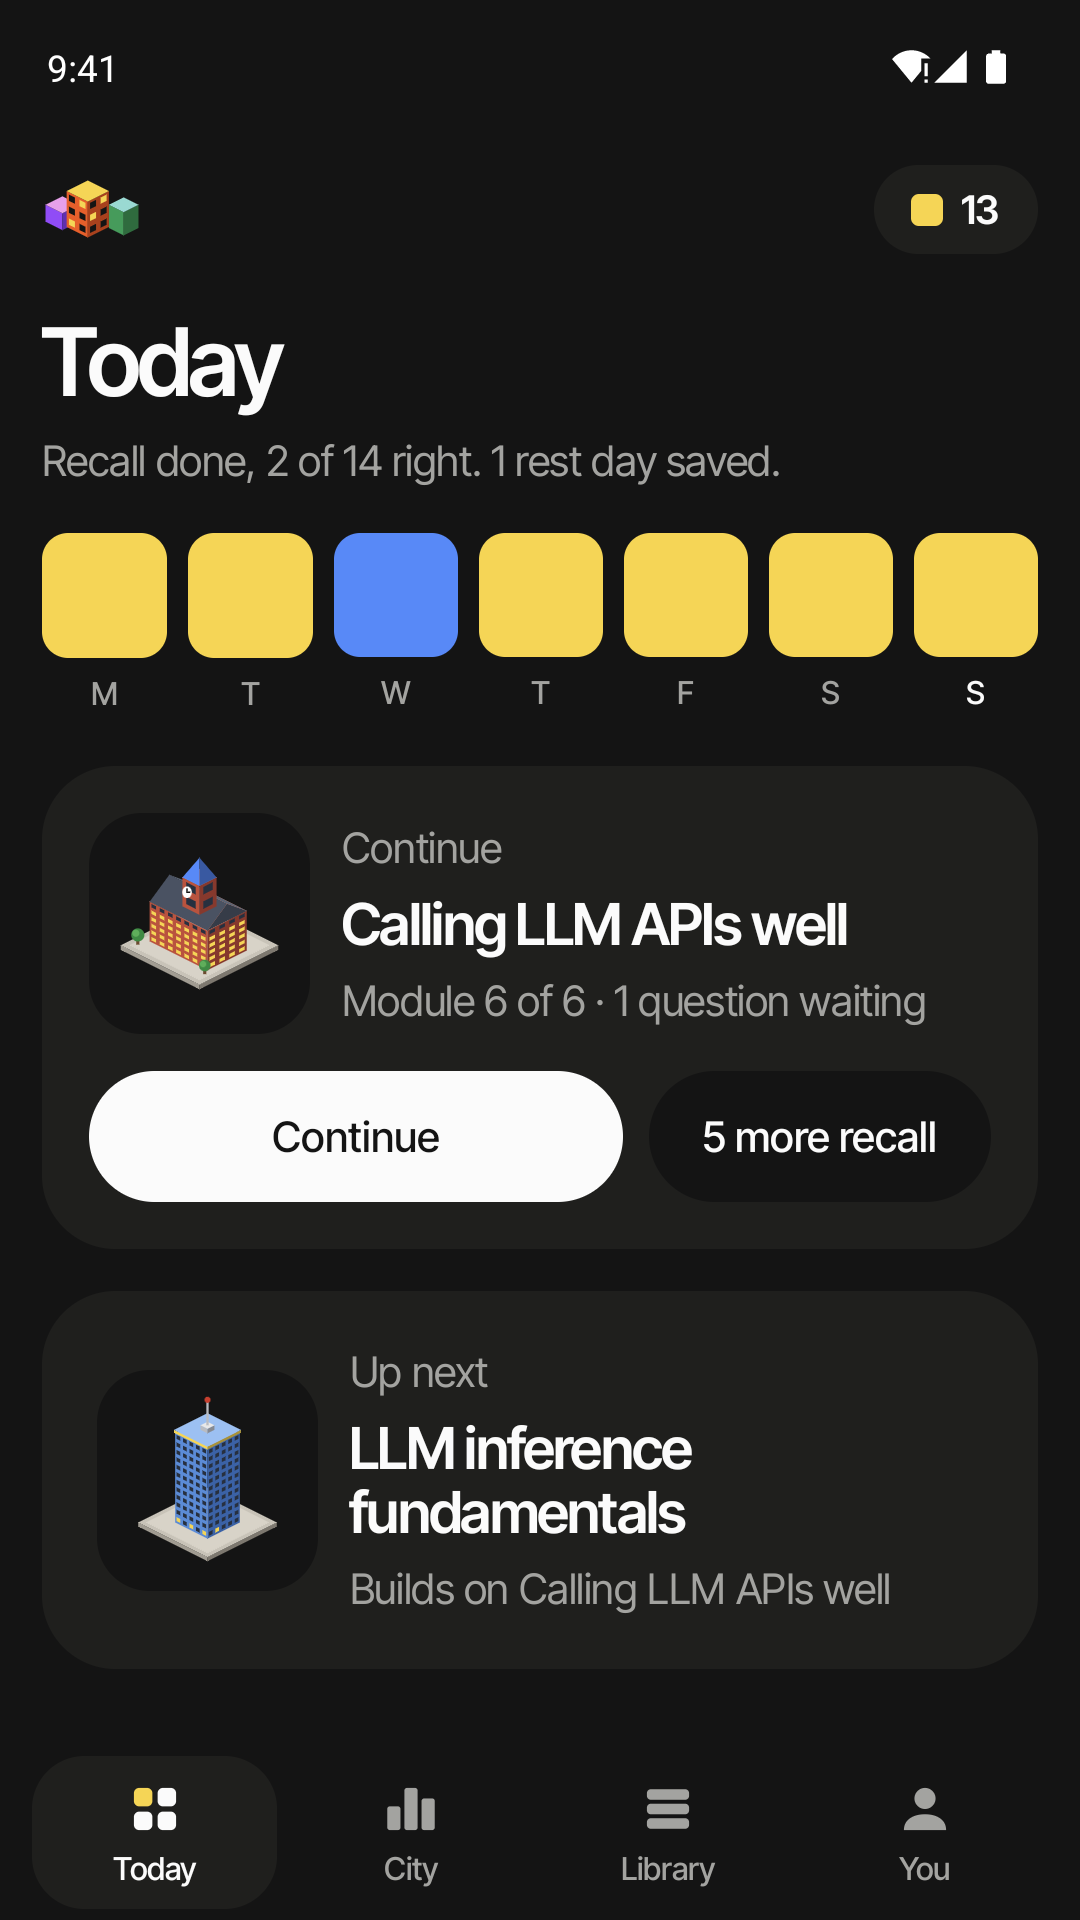 9:41
13
Today
Recall done, 2 of 14 right. 1 rest day saved.
M T W T F S S
Continue
Calling LLM APIs well
Module 6 of 6 · 1 question waiting
Continue
5 more recall
Up next
LLM inference
fundamentals
Builds on Calling LLM APIs well
Today City Library You